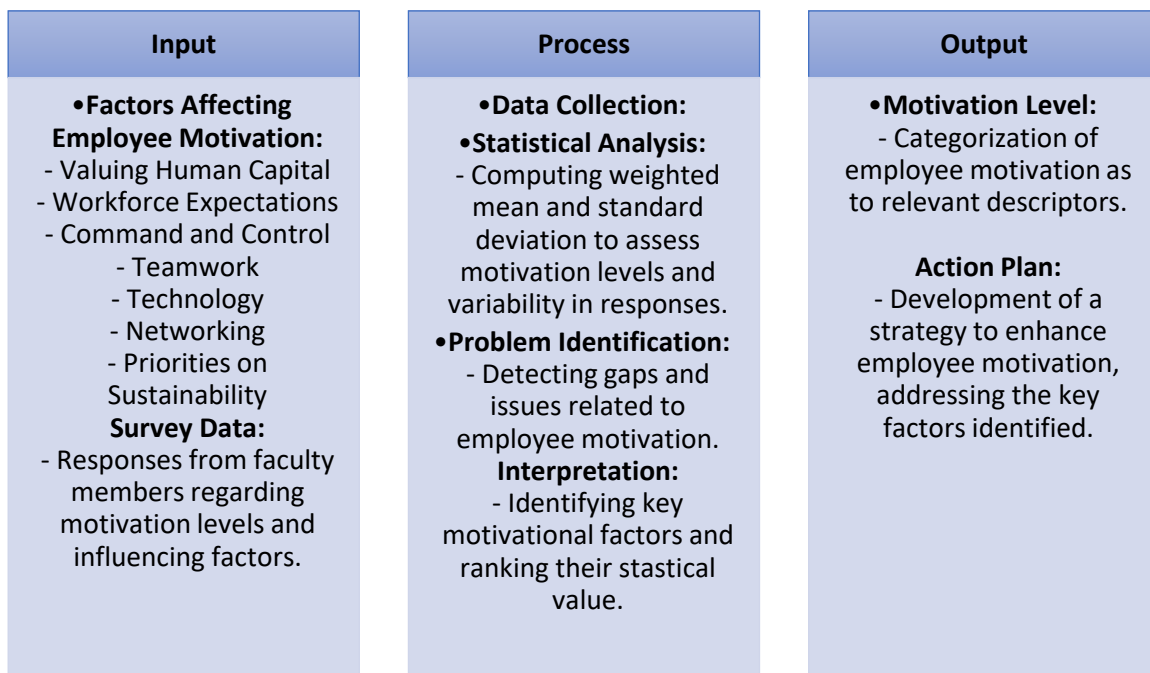 Input
•Factors Affecting
Employee Motivation:
- Valuing Human Capital
- Workforce Expectations
- Command and Control
- Teamwork
- Technology
- Networking
- Priorities on
Sustainability
Survey Data:
- Responses from faculty
members regarding
motivation levels and
influencing factors.
Process
•Data Collection:
•Statistical Analysis:
- Computing weighted
mean and standard
deviation to assess
motivation levels and
variability in responses.
•Problem Identification:
- Detecting gaps and
issues related to
employee motivation.
Interpretation:
- Identifying key
motivational factors and
ranking their stastical
value.
Output
•Motivation Level:
- Categorization of
employee motivation as
to relevant descriptors.
Action Plan:
- Development of a
strategy to enhance
employee motivation,
addressing the key
factors identified.